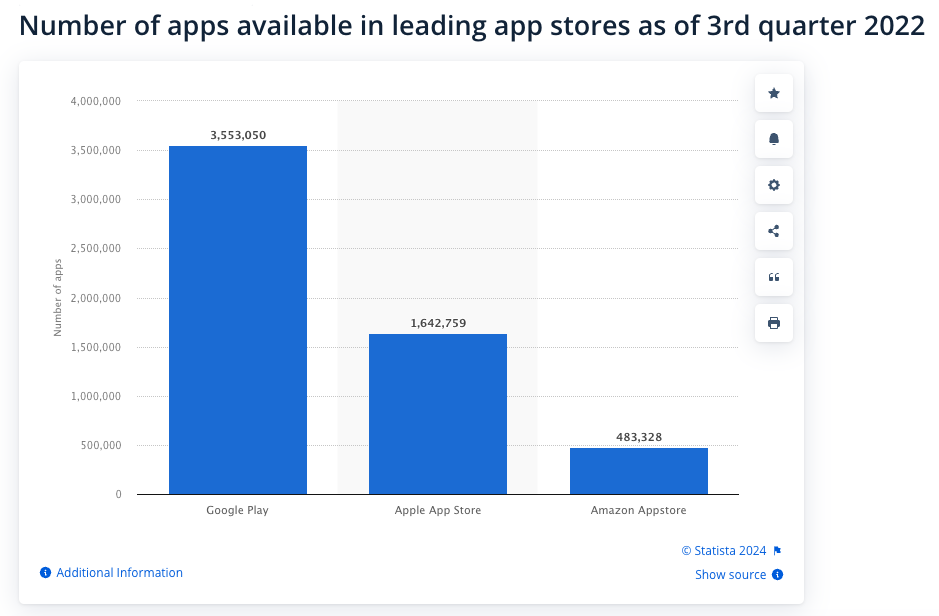 Number of apps available in leading app stores as of 3rd quarter 2022
4,000,000
3,500,000
3,000,000
2,500,000
2,000,000
1,500,000
1,000,000
500,000
0
Number of apps
3,553,050
1,642,759
483,328
Google Play
Apple App Store
Amazon Appstore
© Statista 2024
Additional Information
Show source